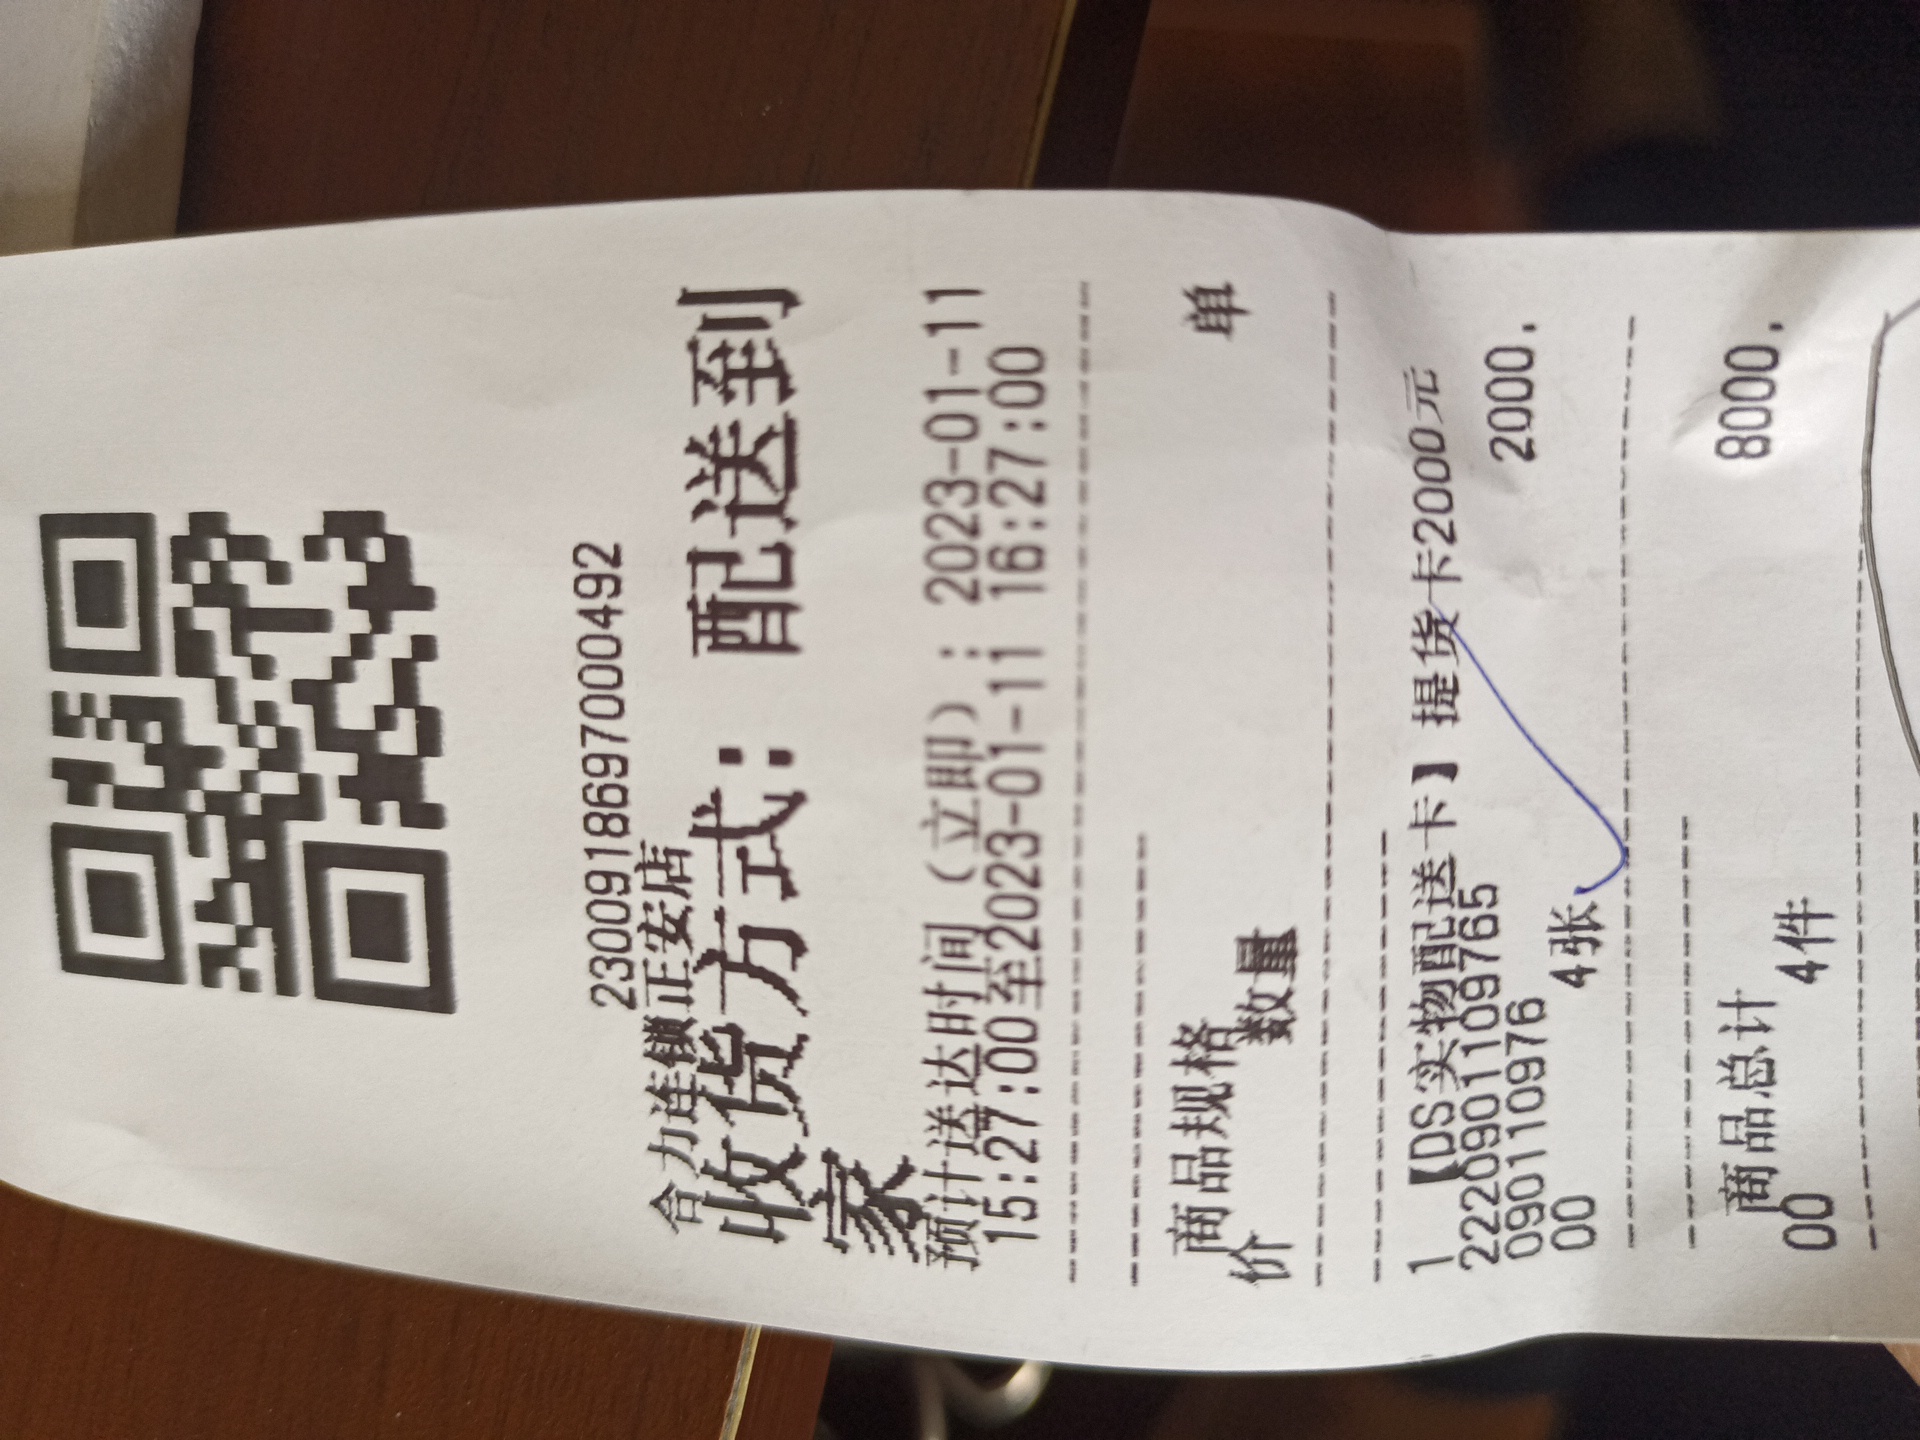 230091869７000492
合力连锁正安店
收货方式：配送到
家
预计送达时间（立即）：2023-01-11
15:27:00至2023-01-11 16:27:00
商品规格 单
价 数量
1 【DS实物配送卡】提货卡2000元
2220901109765
0901109976 2000.
00 4张
商品总计 8000.
00 4件